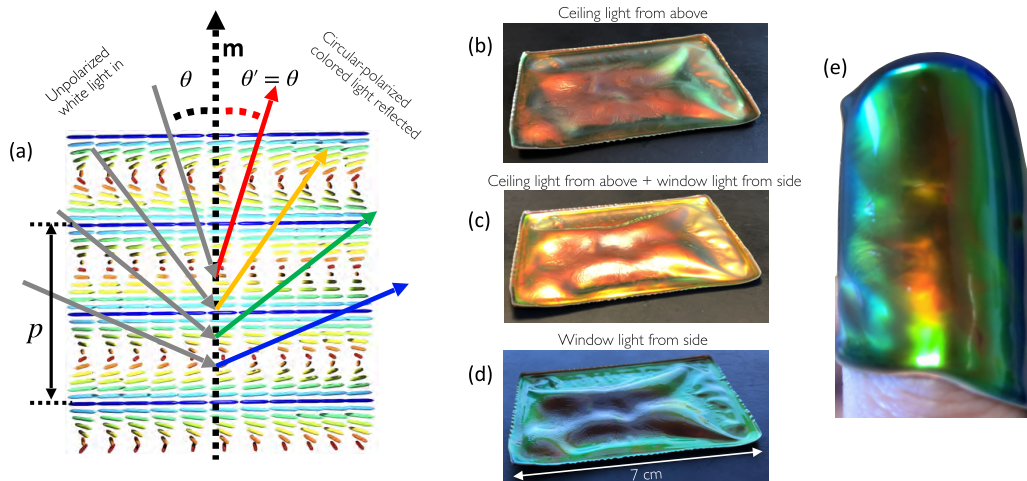 (a)
Unpolarized
white light in
m
θ
θ′ = θ
Circular-polarized
colored light reflected
p
Ceiling light from above
(b)
Ceiling light from above + window light from side
(c)
Window light from side
(d)
7 cm
(e)